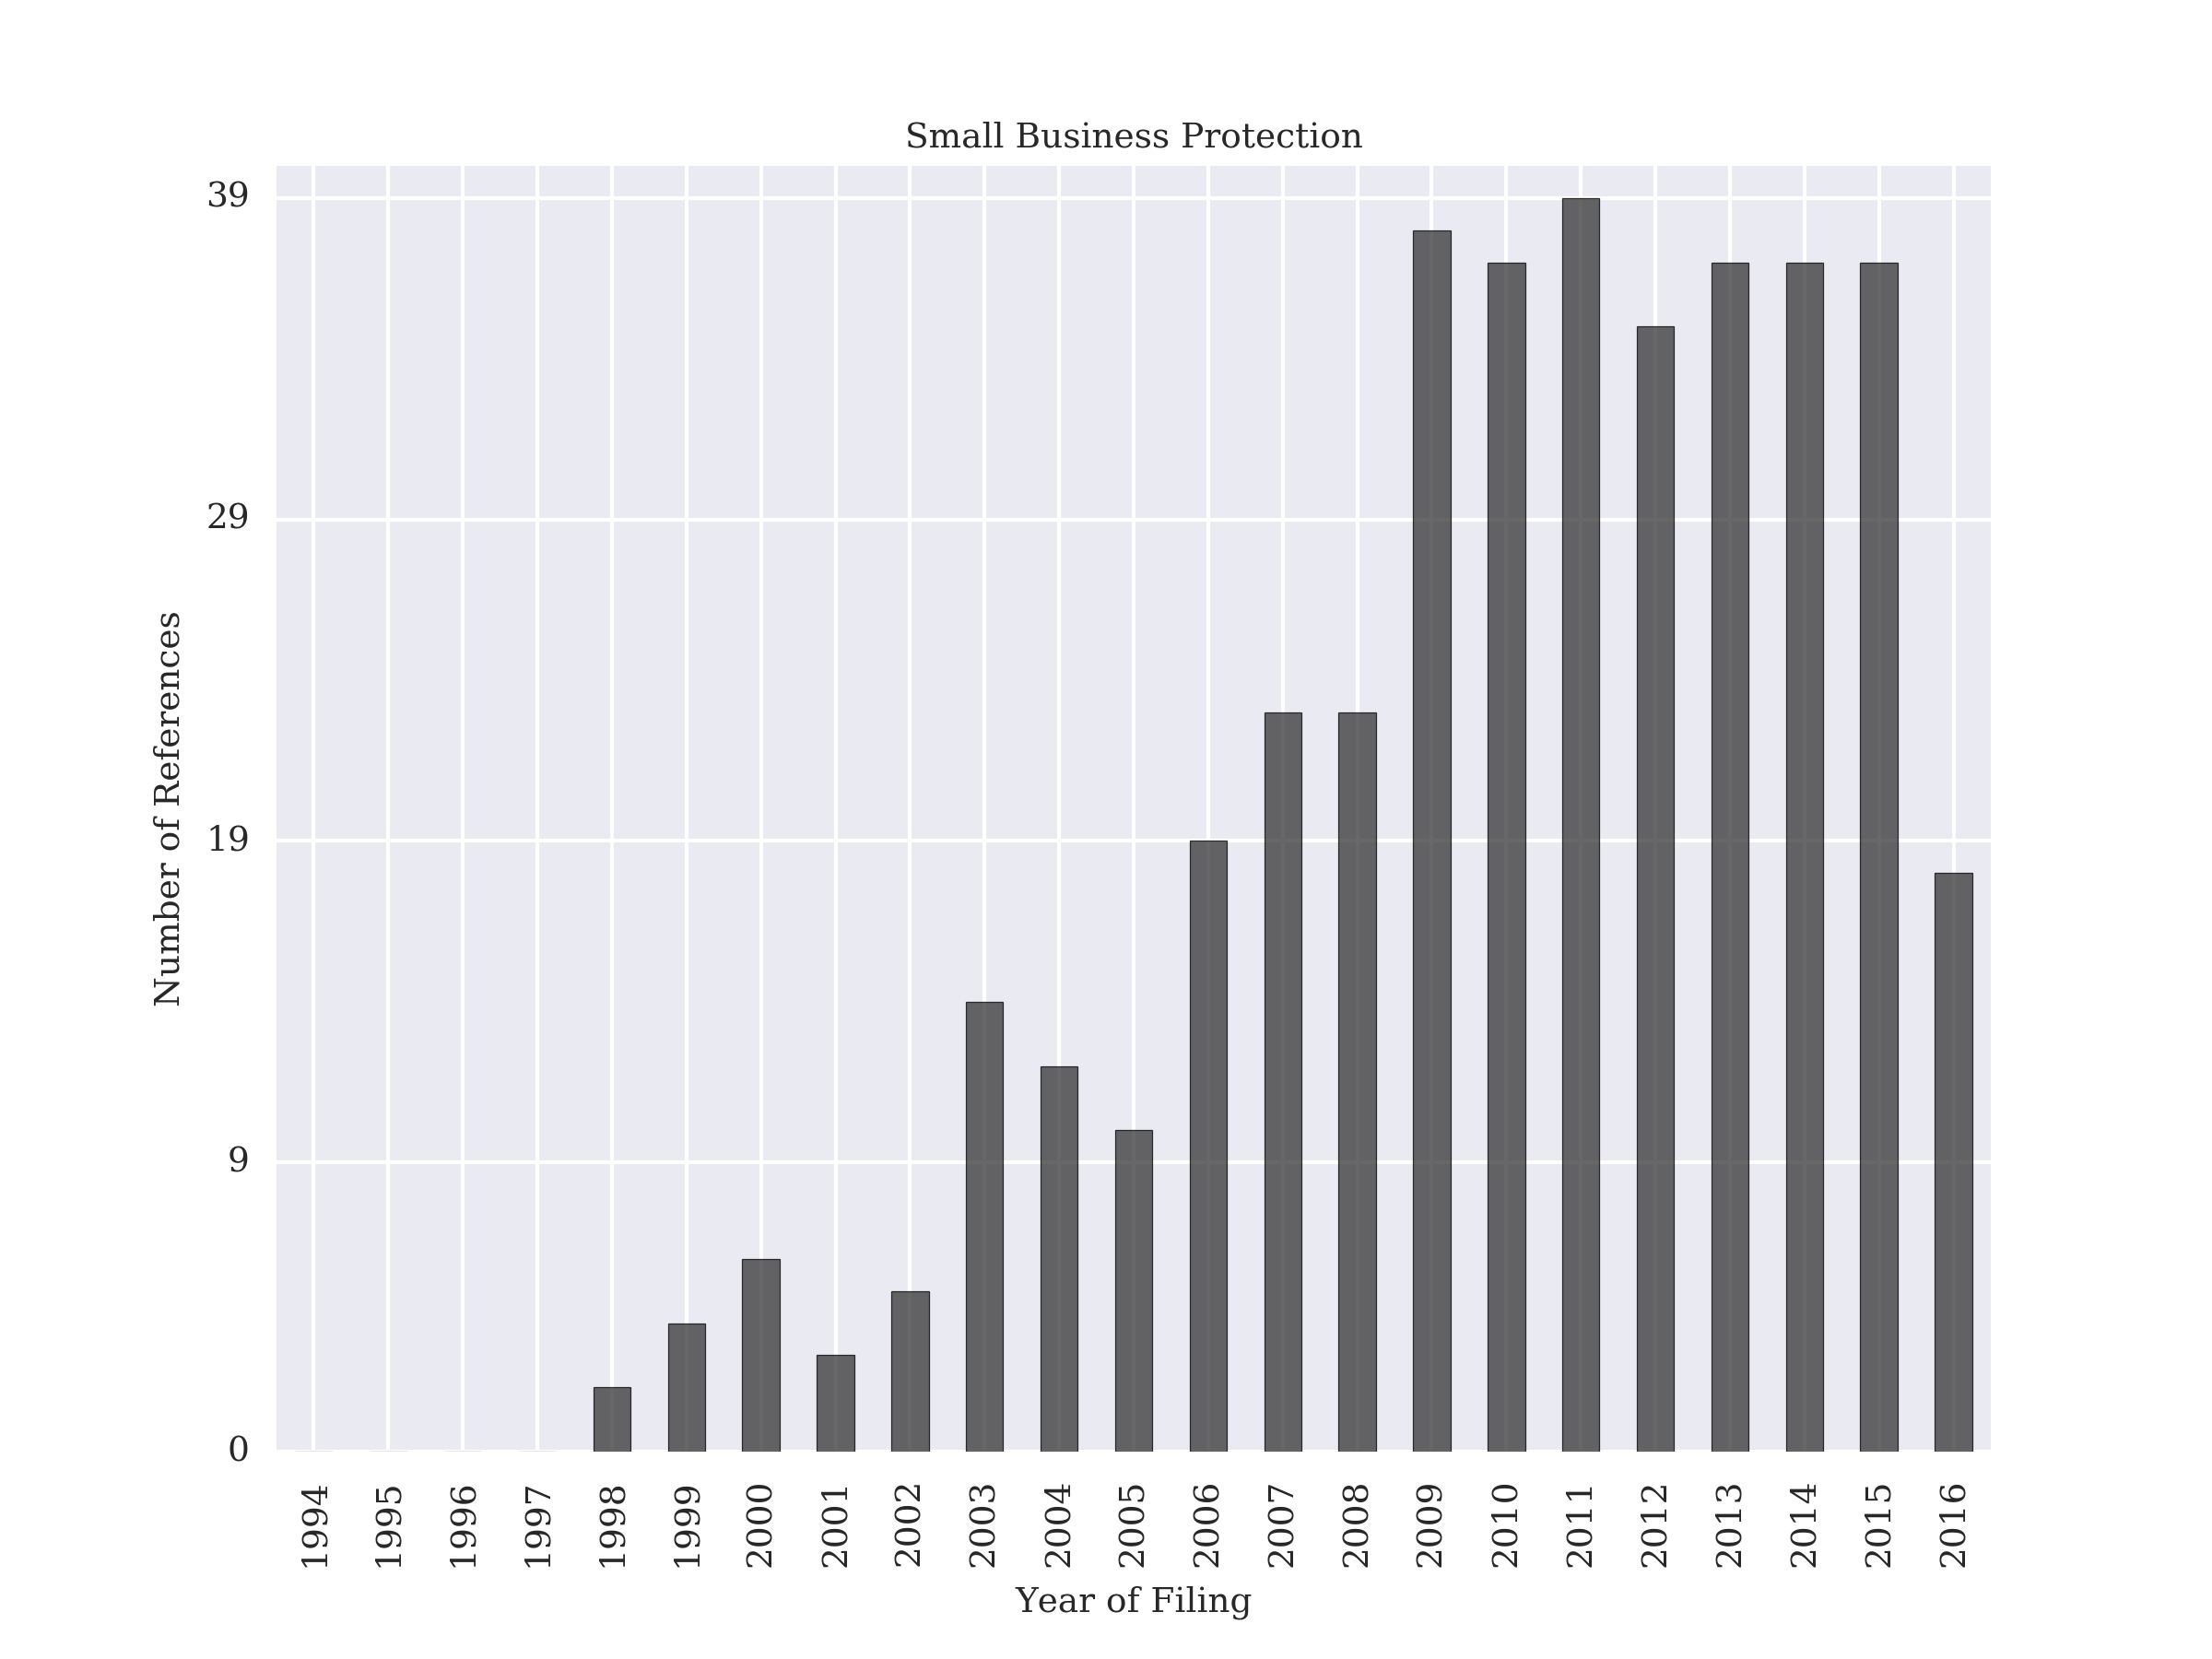 Small Business Protection
39
29
19
9
0
Number of References
1994 1995 1996 1997 1998 1999 2000 2001 2002 2003 2004 2005 2006 2007 2008 2009 2010 2011 2012 2013 2014 2015 2016
Year of Filing